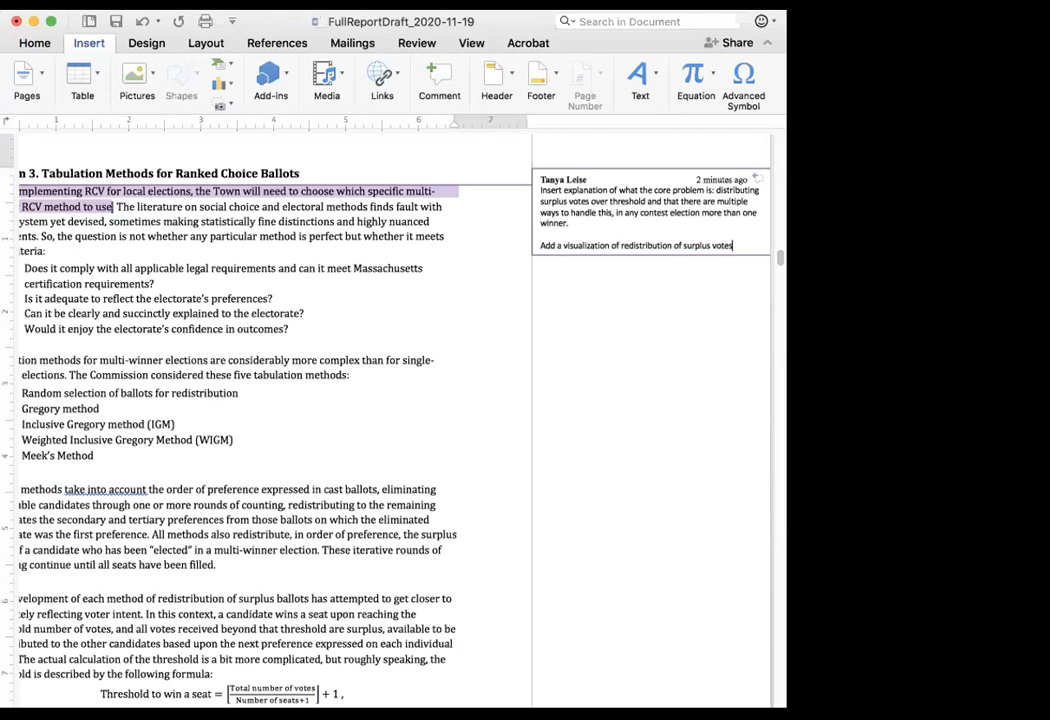 FullReportDraft_2020-11-19
Search in Document
Home Insert Design Layout References Mailings Review View Acrobat Share
Pages Table Pictures Shapes Add-ins Media Links Comment Header Footer Page Number Text Equation Advanced Symbol
1 2 3 4 5 6 7
n 3. Tabulation Methods for Ranked Choice Ballots
mplementing RCV for local elections, the Town will need to choose which specific multi-
RCV method to use The literature on social choice and electoral methods finds fault with
ystem yet devised, sometimes making statistically fine distinctions and highly nuanced
ents. So, the question is not whether any particular method is perfect but whether it meets
teria:
Does it comply with all applicable legal requirements and can it meet Massachusetts
certification requirements?
Is it adequate to reflect the electorate's preferences?
Can it be clearly and succinctly explained to the electorate?
Would it enjoy the electorate's confidence in outcomes?
tion methods for multi-winner elections are considerably more complex than for single-
elections. The Commission considered these five tabulation methods:
Random selection of ballots for redistribution
Gregory method
Inclusive Gregory method (IGM)
Weighted Inclusive Gregory Method (WIGM)
Meek's Method
methods take into account the order of preference expressed in cast ballots, eliminating
ble candidates through one or more rounds of counting, redistributing to the remaining
ates the secondary and tertiary preferences from those ballots on which the eliminated
ate was the first preference. All methods also redistribute, in order of preference, the surplus
f a candidate who has been "elected" in a multi-winner election. These iterative rounds of
g continue until all seats have been filled.
velopment of each method of redistribution of surplus ballots has attempted to get closer to
ely reflecting voter intent. In this context, a candidate wins a seat upon reaching the
old number of votes, and all votes received beyond that threshold are surplus, available to be
ibuted to the other candidates based upon the next preference expressed on each individual
The actual calculation of the threshold is a bit more complicated, but roughly speaking, the
old is described by the following formula:
Threshold to win a seat = ⌊Total number of votes / Number of seats+1⌋ + 1 ,
Tanya Leise 2 minutes ago
Insert explanation of what the core problem is: distributing
surplus votes over threshold and that there are multiple
ways to handle this, in any contest election more than one
winner.
Add a visualization of redistribution of surplus votes
1
2
3
4
5
6
7